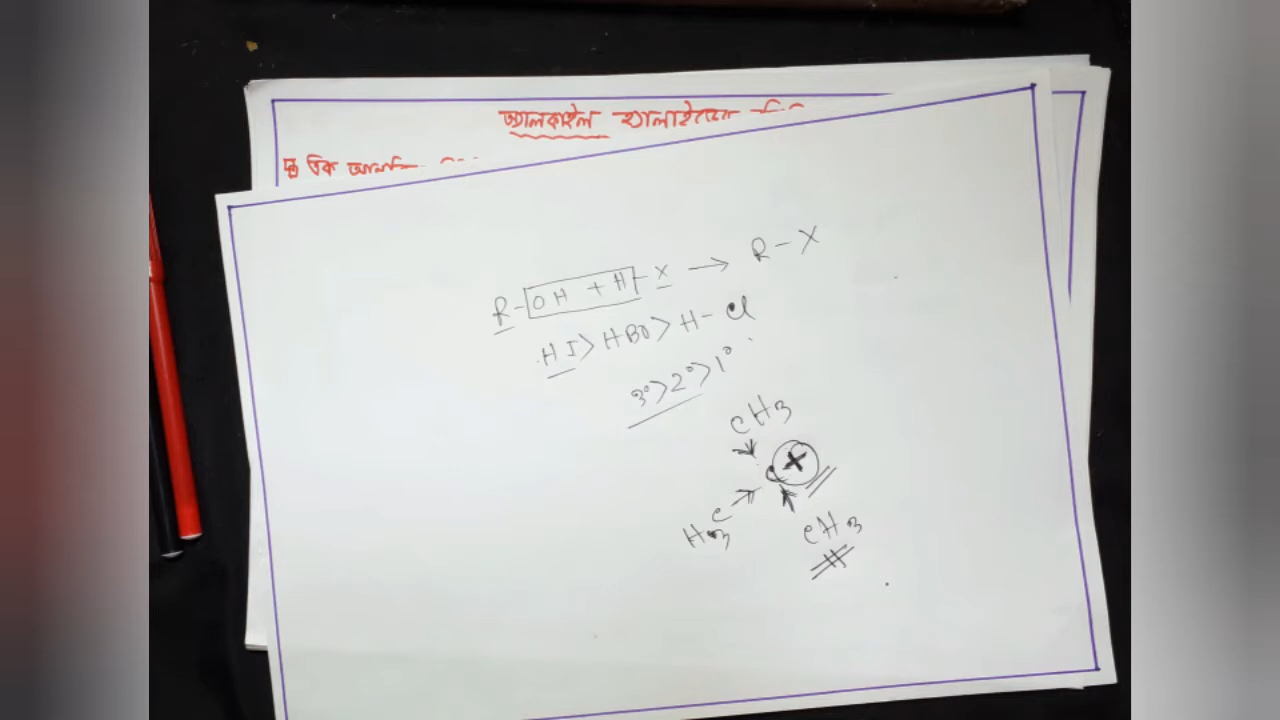 অ্যালকাইল হ্যালাইডের
R-OH + H-X → R-X
HI > HBr > H-Cl
3° > 2° > 1°
CH3
C +
H3C
CH3